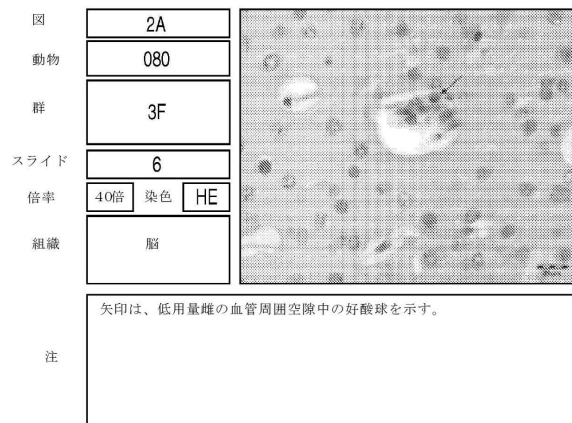 図 2A
動物 080
群 3F
スライド 6
倍率 40倍 染色 HE
組織 脳
注 矢印は、低用量雌の血管周囲空隙中の好酸球を示す。